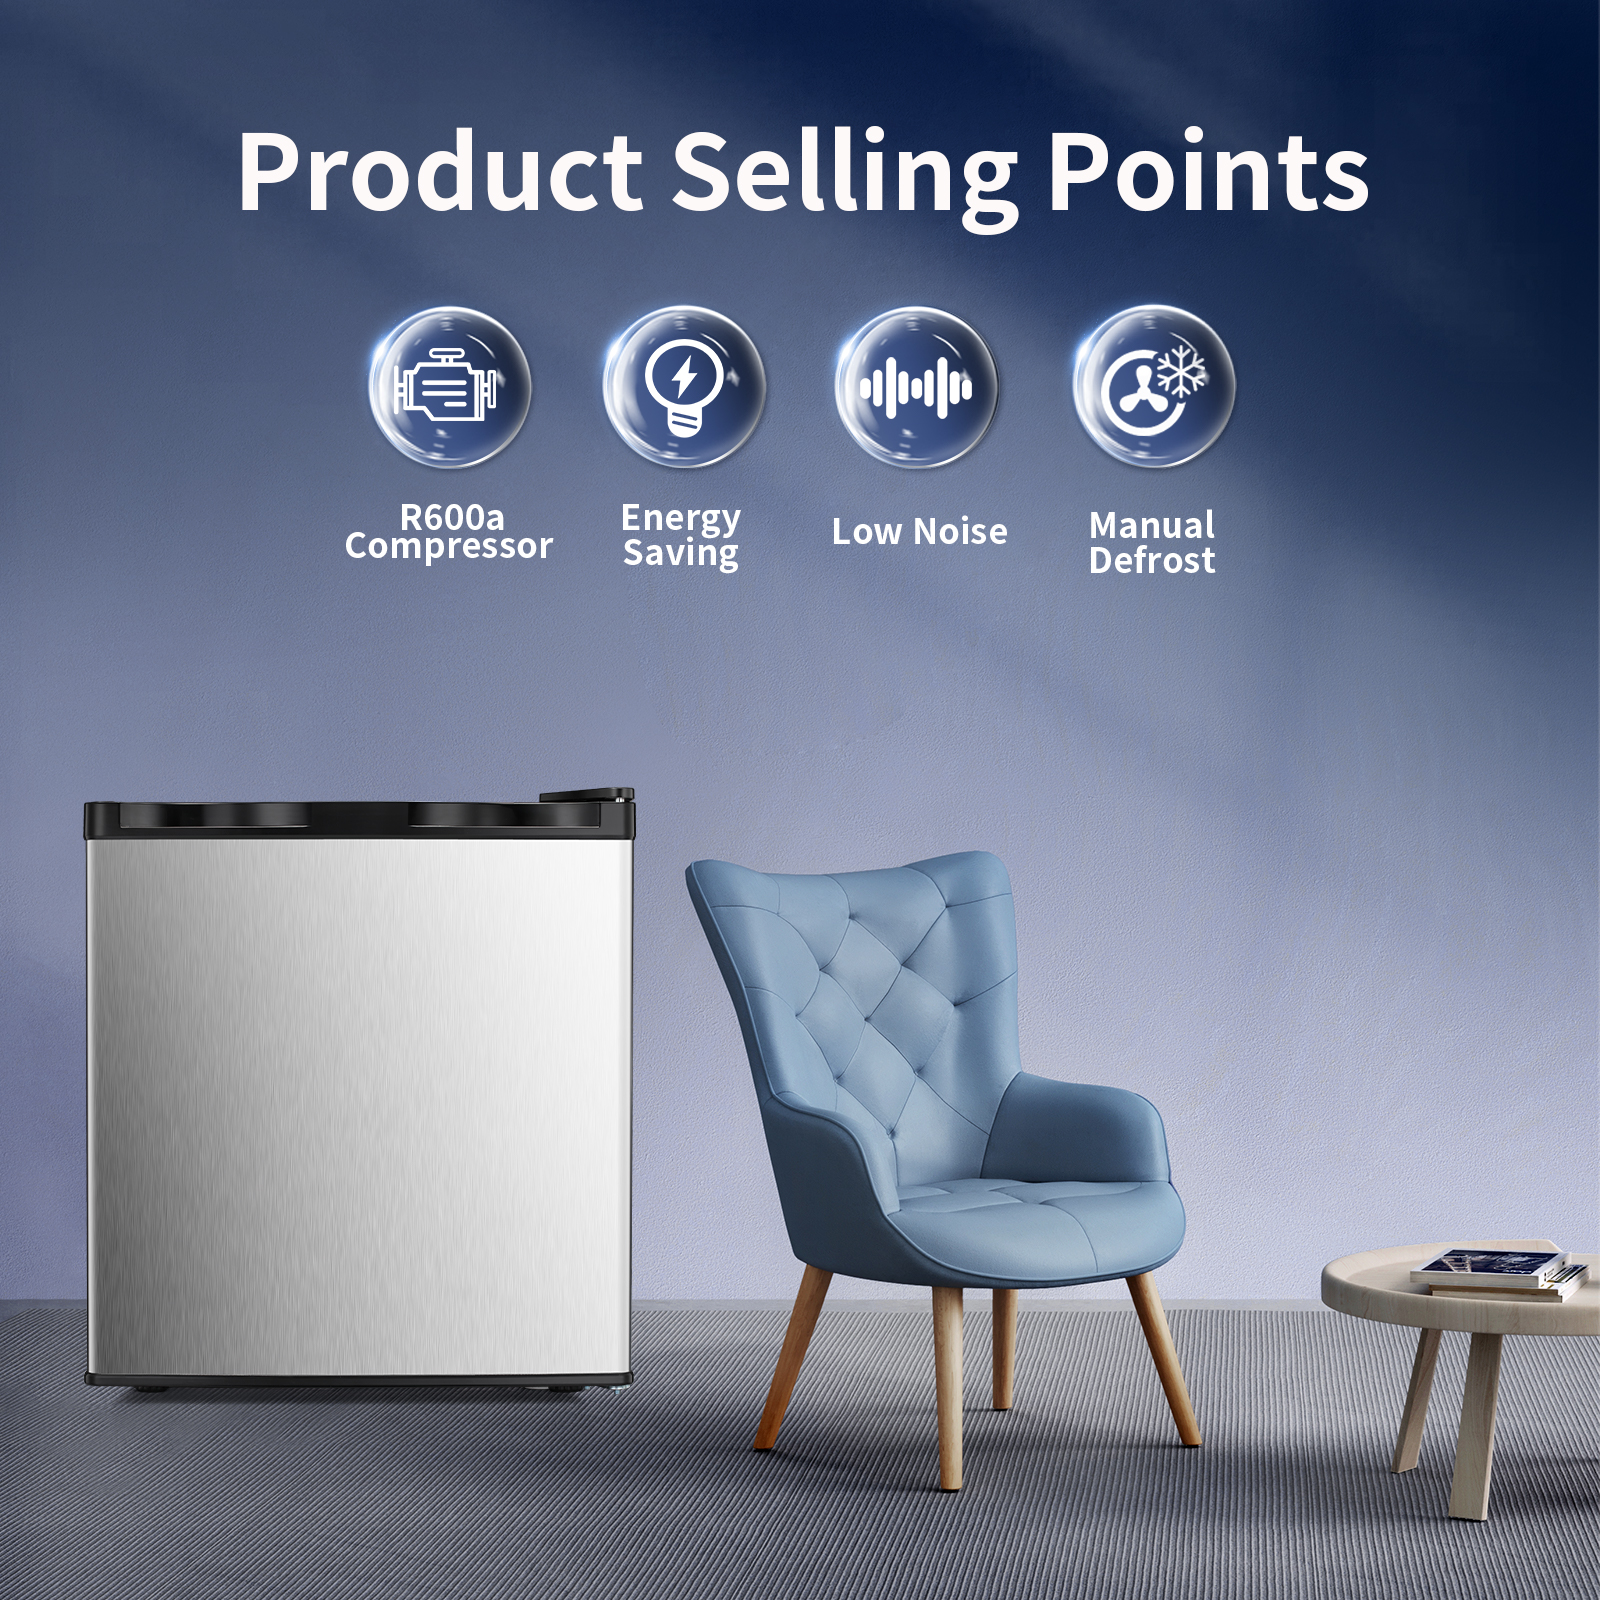 Product Selling Points
R600a
Compressor
Energy
Saving
Low Noise
Manual
Defrost